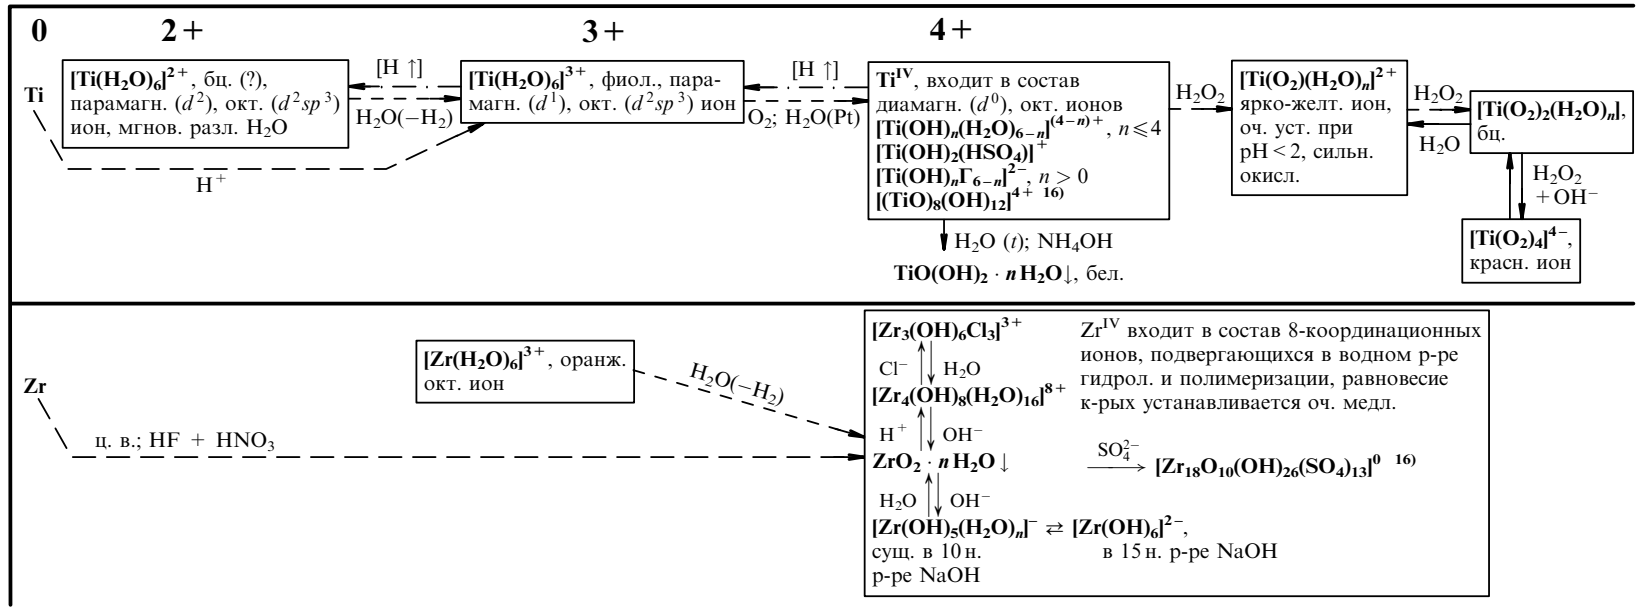 0 2+ 3+ 4+
Ti
[Ti(H₂O)₆]²⁺, бц. (?),
парамагн. (d²), окт. (d²sp³)
ион, мгнов. разл. H₂O
[H ↑]
H₂O(−H₂)
H⁺
[Ti(H₂O)₆]³⁺, фиол., пара-
магн. (d¹), окт. (d²sp³) ион
[H ↑]
O₂; H₂O(Pt)
Ti^IV, входит в состав
диамагн. (d⁰), окт. ионов
[Ti(OH)ₙ(H₂O)₆₋ₙ]⁽⁴⁻ⁿ⁾⁺, n⩽4
[Ti(OH)₂(HSO₄)]⁺
[Ti(OH)ₙΓ₆₋ₙ]²⁻, n > 0
[(TiO)₈(OH)₁₂]⁴⁺ ¹⁶⁾
H₂O (t); NH₄OH
TiO(OH)₂ · nH₂O↓, бел.
H₂O₂
[Ti(O₂)(H₂O)ₙ]²⁺
ярко-желт. ион,
оч. уст. при
pH < 2, сильн.
окисл.
H₂O₂
H₂O
[Ti(O₂)₂(H₂O)ₙ],
бц.
H₂O₂
+OH⁻
[Ti(O₂)₄]⁴⁻,
красн. ион
Zr
ц. в.; HF + HNO₃
[Zr(H₂O)₆]³⁺, оранж.
окт. ион
H₂O(−H₂)
[Zr₃(OH)₆Cl₃]³⁺
Cl⁻ H₂O
[Zr₄(OH)₈(H₂O)₁₆]⁸⁺
H⁺ OH⁻
ZrO₂ · nH₂O ↓
H₂O OH⁻
[Zr(OH)₅(H₂O)ₙ]⁻ ⇄ [Zr(OH)₆]²⁻,
сущ. в 10 н. в 15 н. р-ре NaOH
р-ре NaOH
Zr^IV входит в состав 8-координационных
ионов, подвергающихся в водном р-ре
гидрол. и полимеризации, равновесие
к-рых устанавливается оч. медл.
SO₄²⁻
⟶ [Zr₁₈O₁₀(OH)₂₆(SO₄)₁₃]⁰ ¹⁶⁾